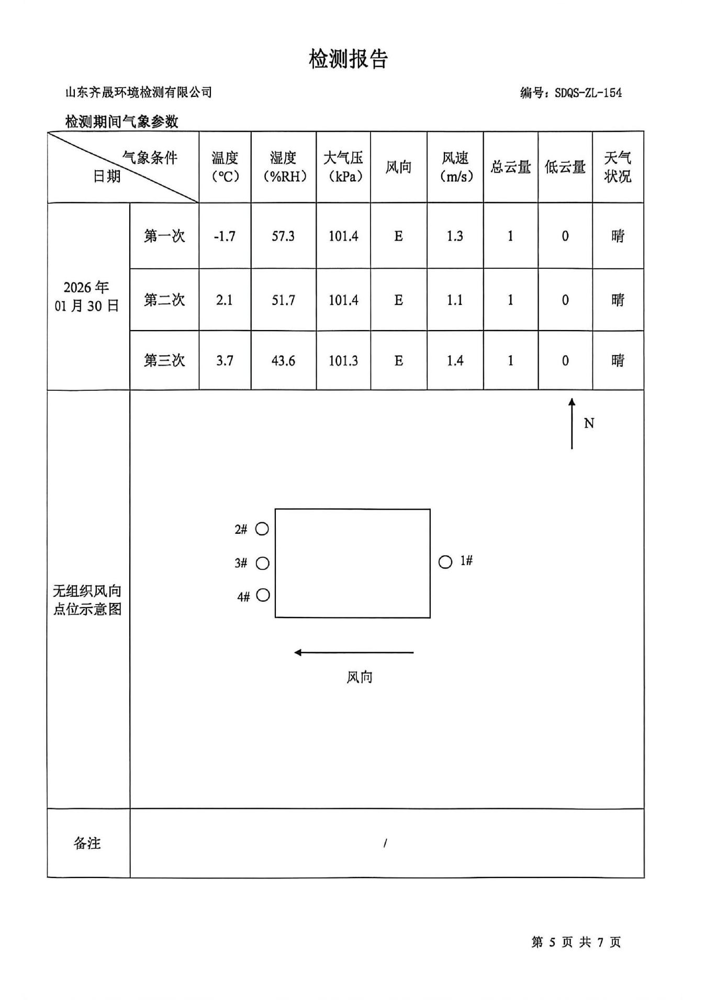 检测报告
山东齐晟环境检测有限公司 编号：SDQS-ZL-154
检测期间气象参数
气象条件
日期
温度
（℃）
湿度
（%RH）
大气压
（kPa）
风向
风速
（m/s）
总云量
低云量
天气
状况
2026 年
01 月 30 日
第一次 -1.7 57.3 101.4 E 1.3 1 0 晴
第二次 2.1 51.7 101.4 E 1.1 1 0 晴
第三次 3.7 43.6 101.3 E 1.4 1 0 晴
无组织风向
点位示意图
N
2#
3#
4#
1#
风向
备注 /
第 5 页 共 7 页